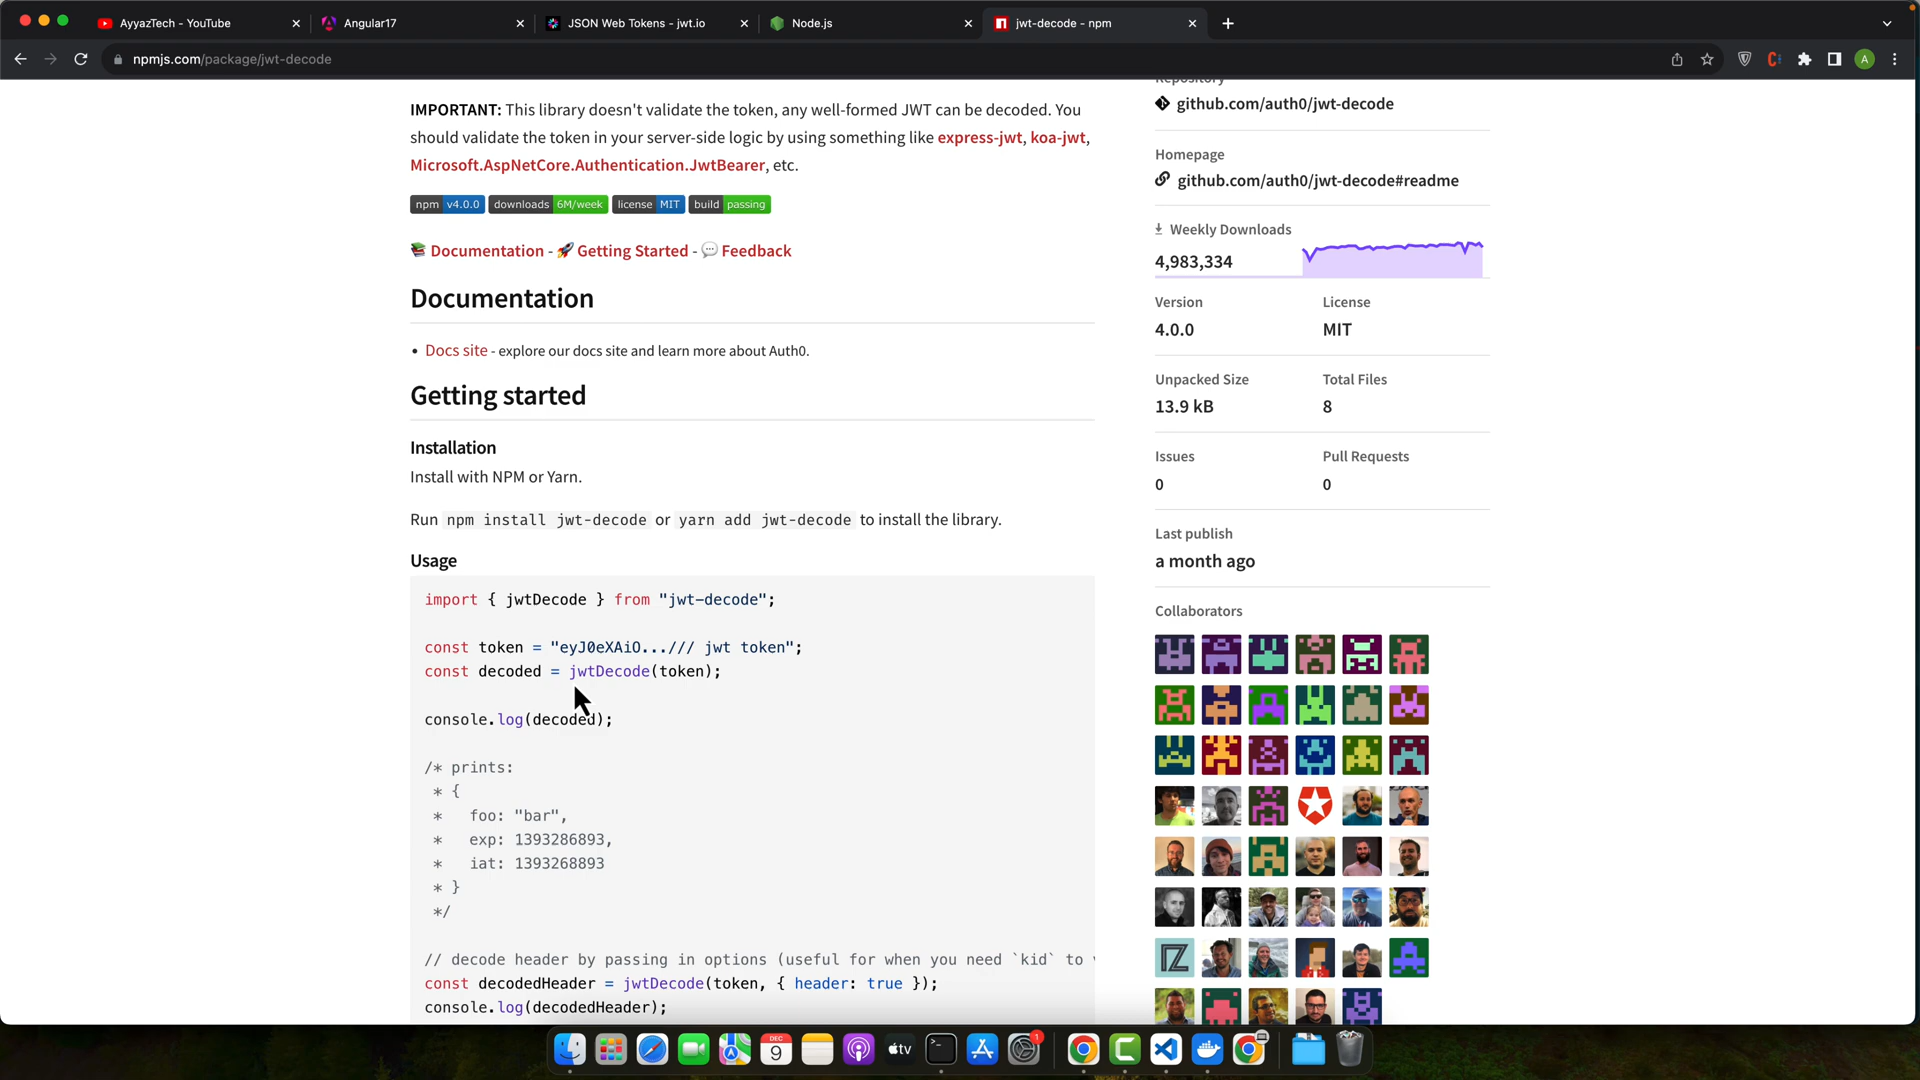 AyyazTech - YouTube
Angular17
JSON Web Tokens - jwt.io
Node.js
jwt-decode - npm
npmjs.com/package/jwt-decode
A
IMPORTANT: This library doesn't validate the token, any well-formed JWT can be decoded. You
should validate the token in your server-side logic by using something like express-jwt, koa-jwt,
Microsoft.AspNetCore.Authentication.JwtBearer, etc.
npm v4.0.0 downloads 6M/week license MIT build passing
Documentation - Getting Started - Feedback
Documentation
• Docs site - explore our docs site and learn more about Auth0.
Getting started
Installation
Install with NPM or Yarn.
Run npm install jwt-decode or yarn add jwt-decode to install the library.
Usage
import { jwtDecode } from "jwt-decode";
const token = "eyJ0eXAiO.../// jwt token";
const decoded = jwtDecode(token);
console.log(decoded);
/* prints:
* {
* foo: "bar",
* exp: 1393286893,
* iat: 1393268893
* }
*/
// decode header by passing in options (useful for when you need `kid` to
const decodedHeader = jwtDecode(token, { header: true });
console.log(decodedHeader);
Repository
github.com/auth0/jwt-decode
Homepage
github.com/auth0/jwt-decode#readme
Weekly Downloads
4,983,334
Version License
4.0.0 MIT
Unpacked Size Total Files
13.9 kB 8
Issues Pull Requests
0 0
Last publish
a month ago
Collaborators
DEC
9
tv
1